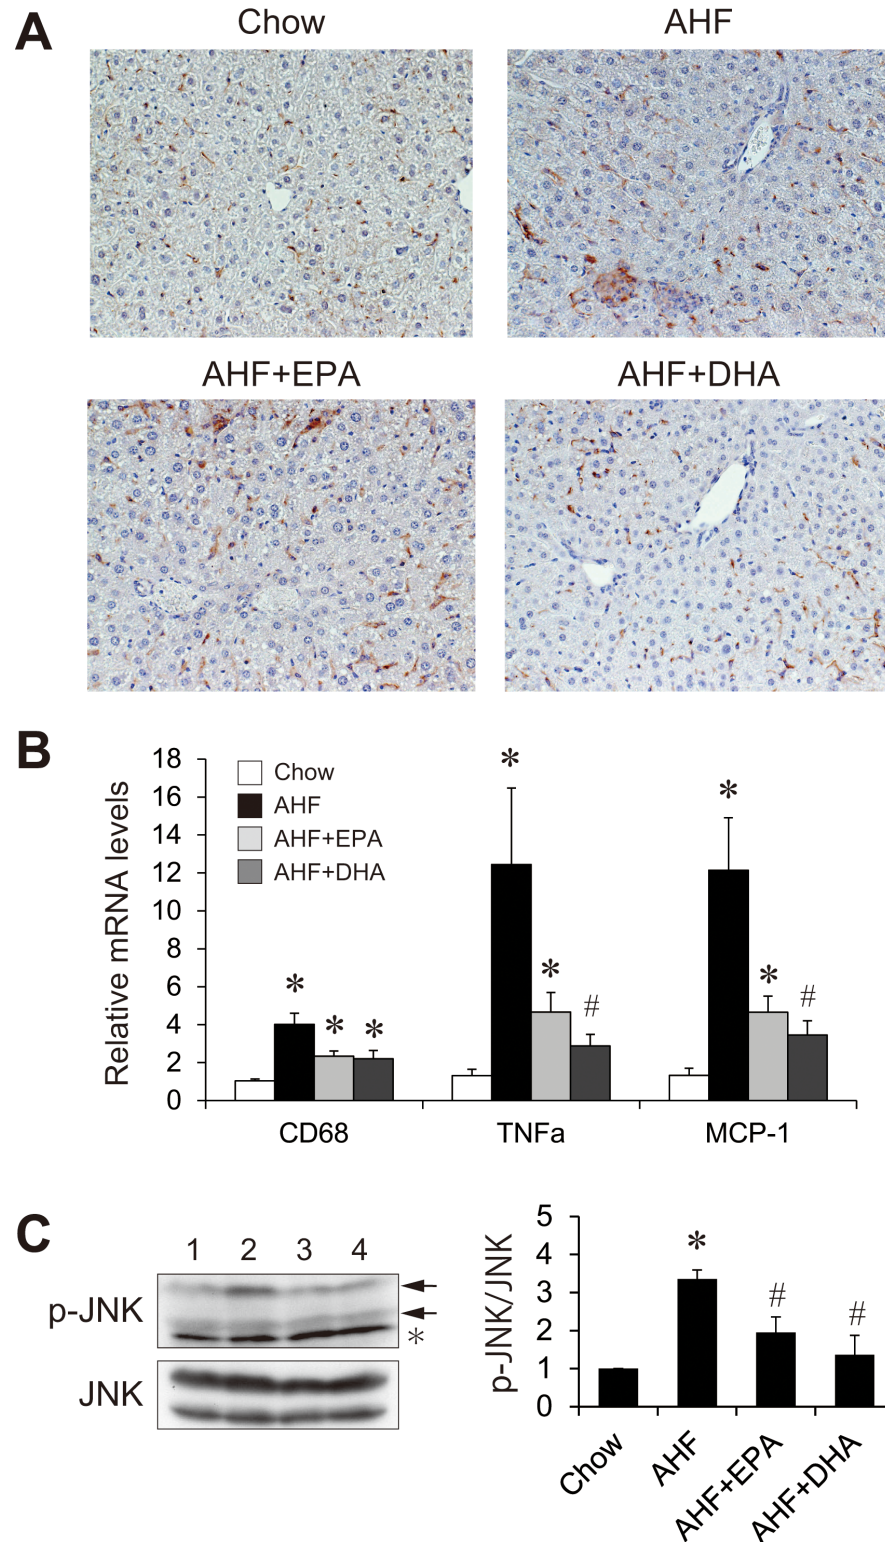 A
Chow
AHF
AHF+EPA
AHF+DHA
B
Relative mRNA levels
18
16
14
12
10
8
6
4
2
0
Chow
AHF
AHF+EPA
AHF+DHA
* * * *
* * #
* * #
CD68 TNFa MCP-1
C
1 2 3 4
p-JNK
*
JNK
p-JNK/JNK
5
4
3
2
1
0
* # #
Chow
AHF
AHF+EPA
AHF+DHA